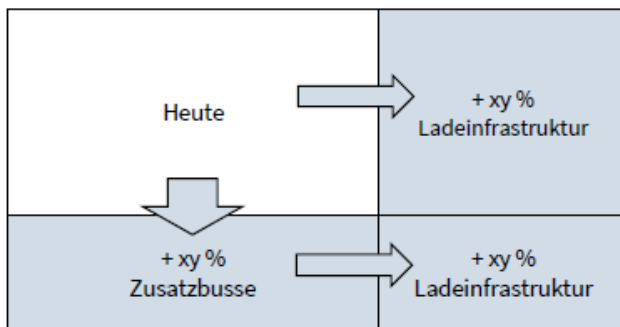 Heute
+ xy %
Ladeinfrastruktur
+ xy %
Zusatzbusse
+ xy %
Ladeinfrastruktur